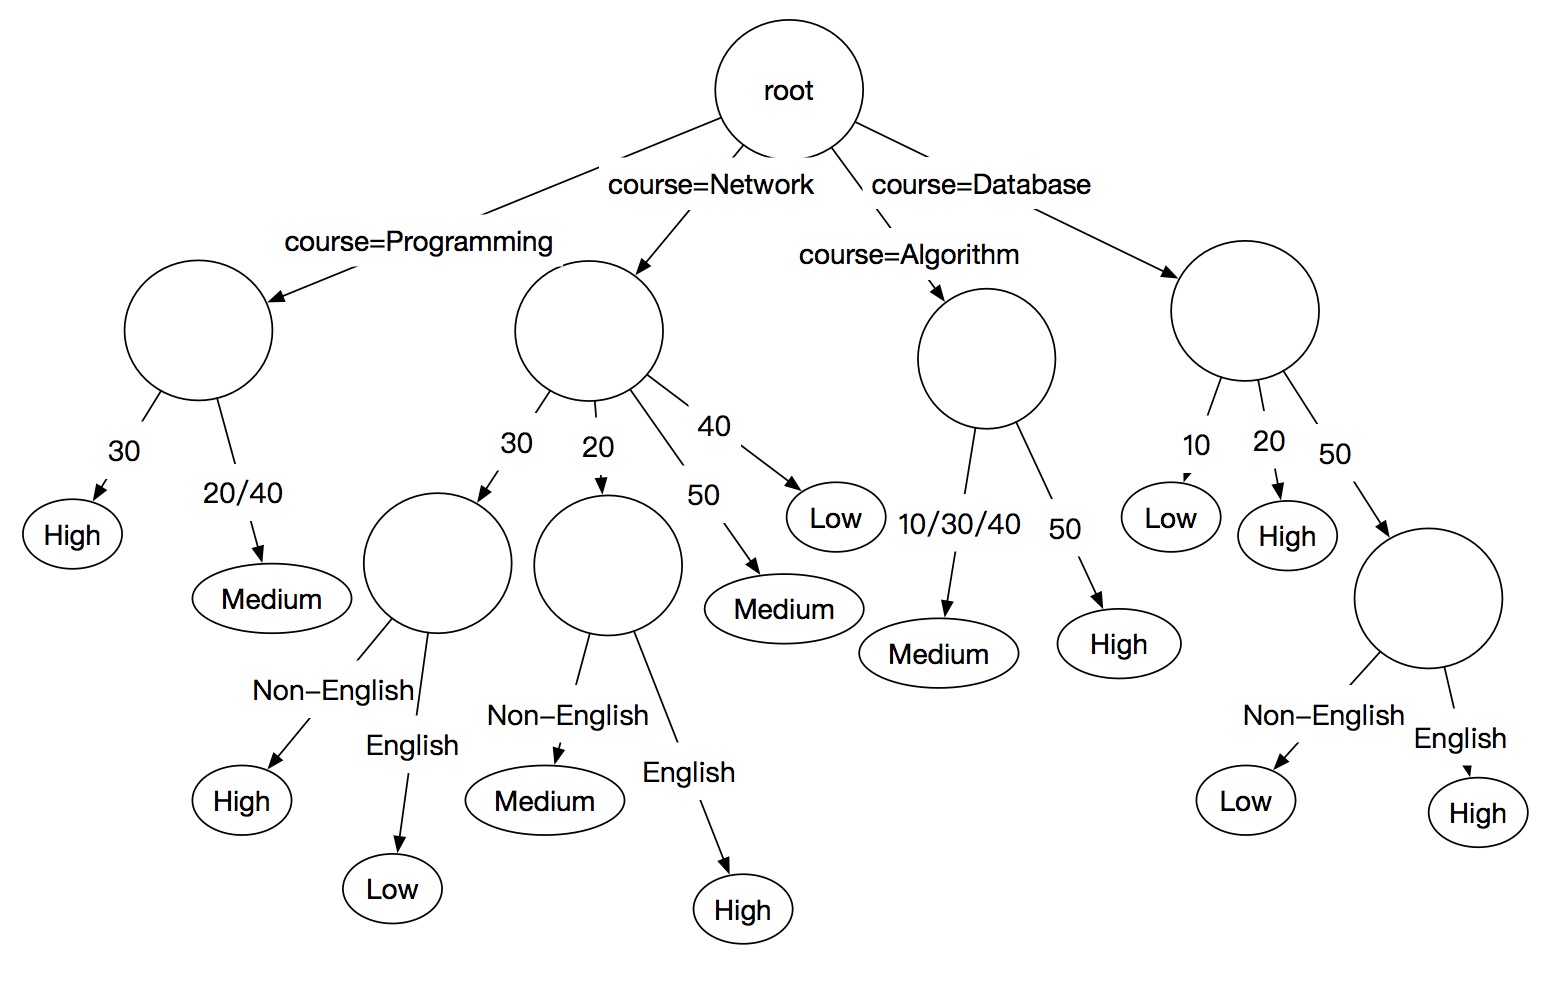 root
course=Network
course=Database
course=Programming
course=Algorithm
40
30
20
10
20
30
50
50
20/40
Low
10/30/40
50
Low
High
High
Medium
Medium
Medium
High
Non-English
Non-English
Non-English
English
English
English
High
Medium
Low
High
Low
High